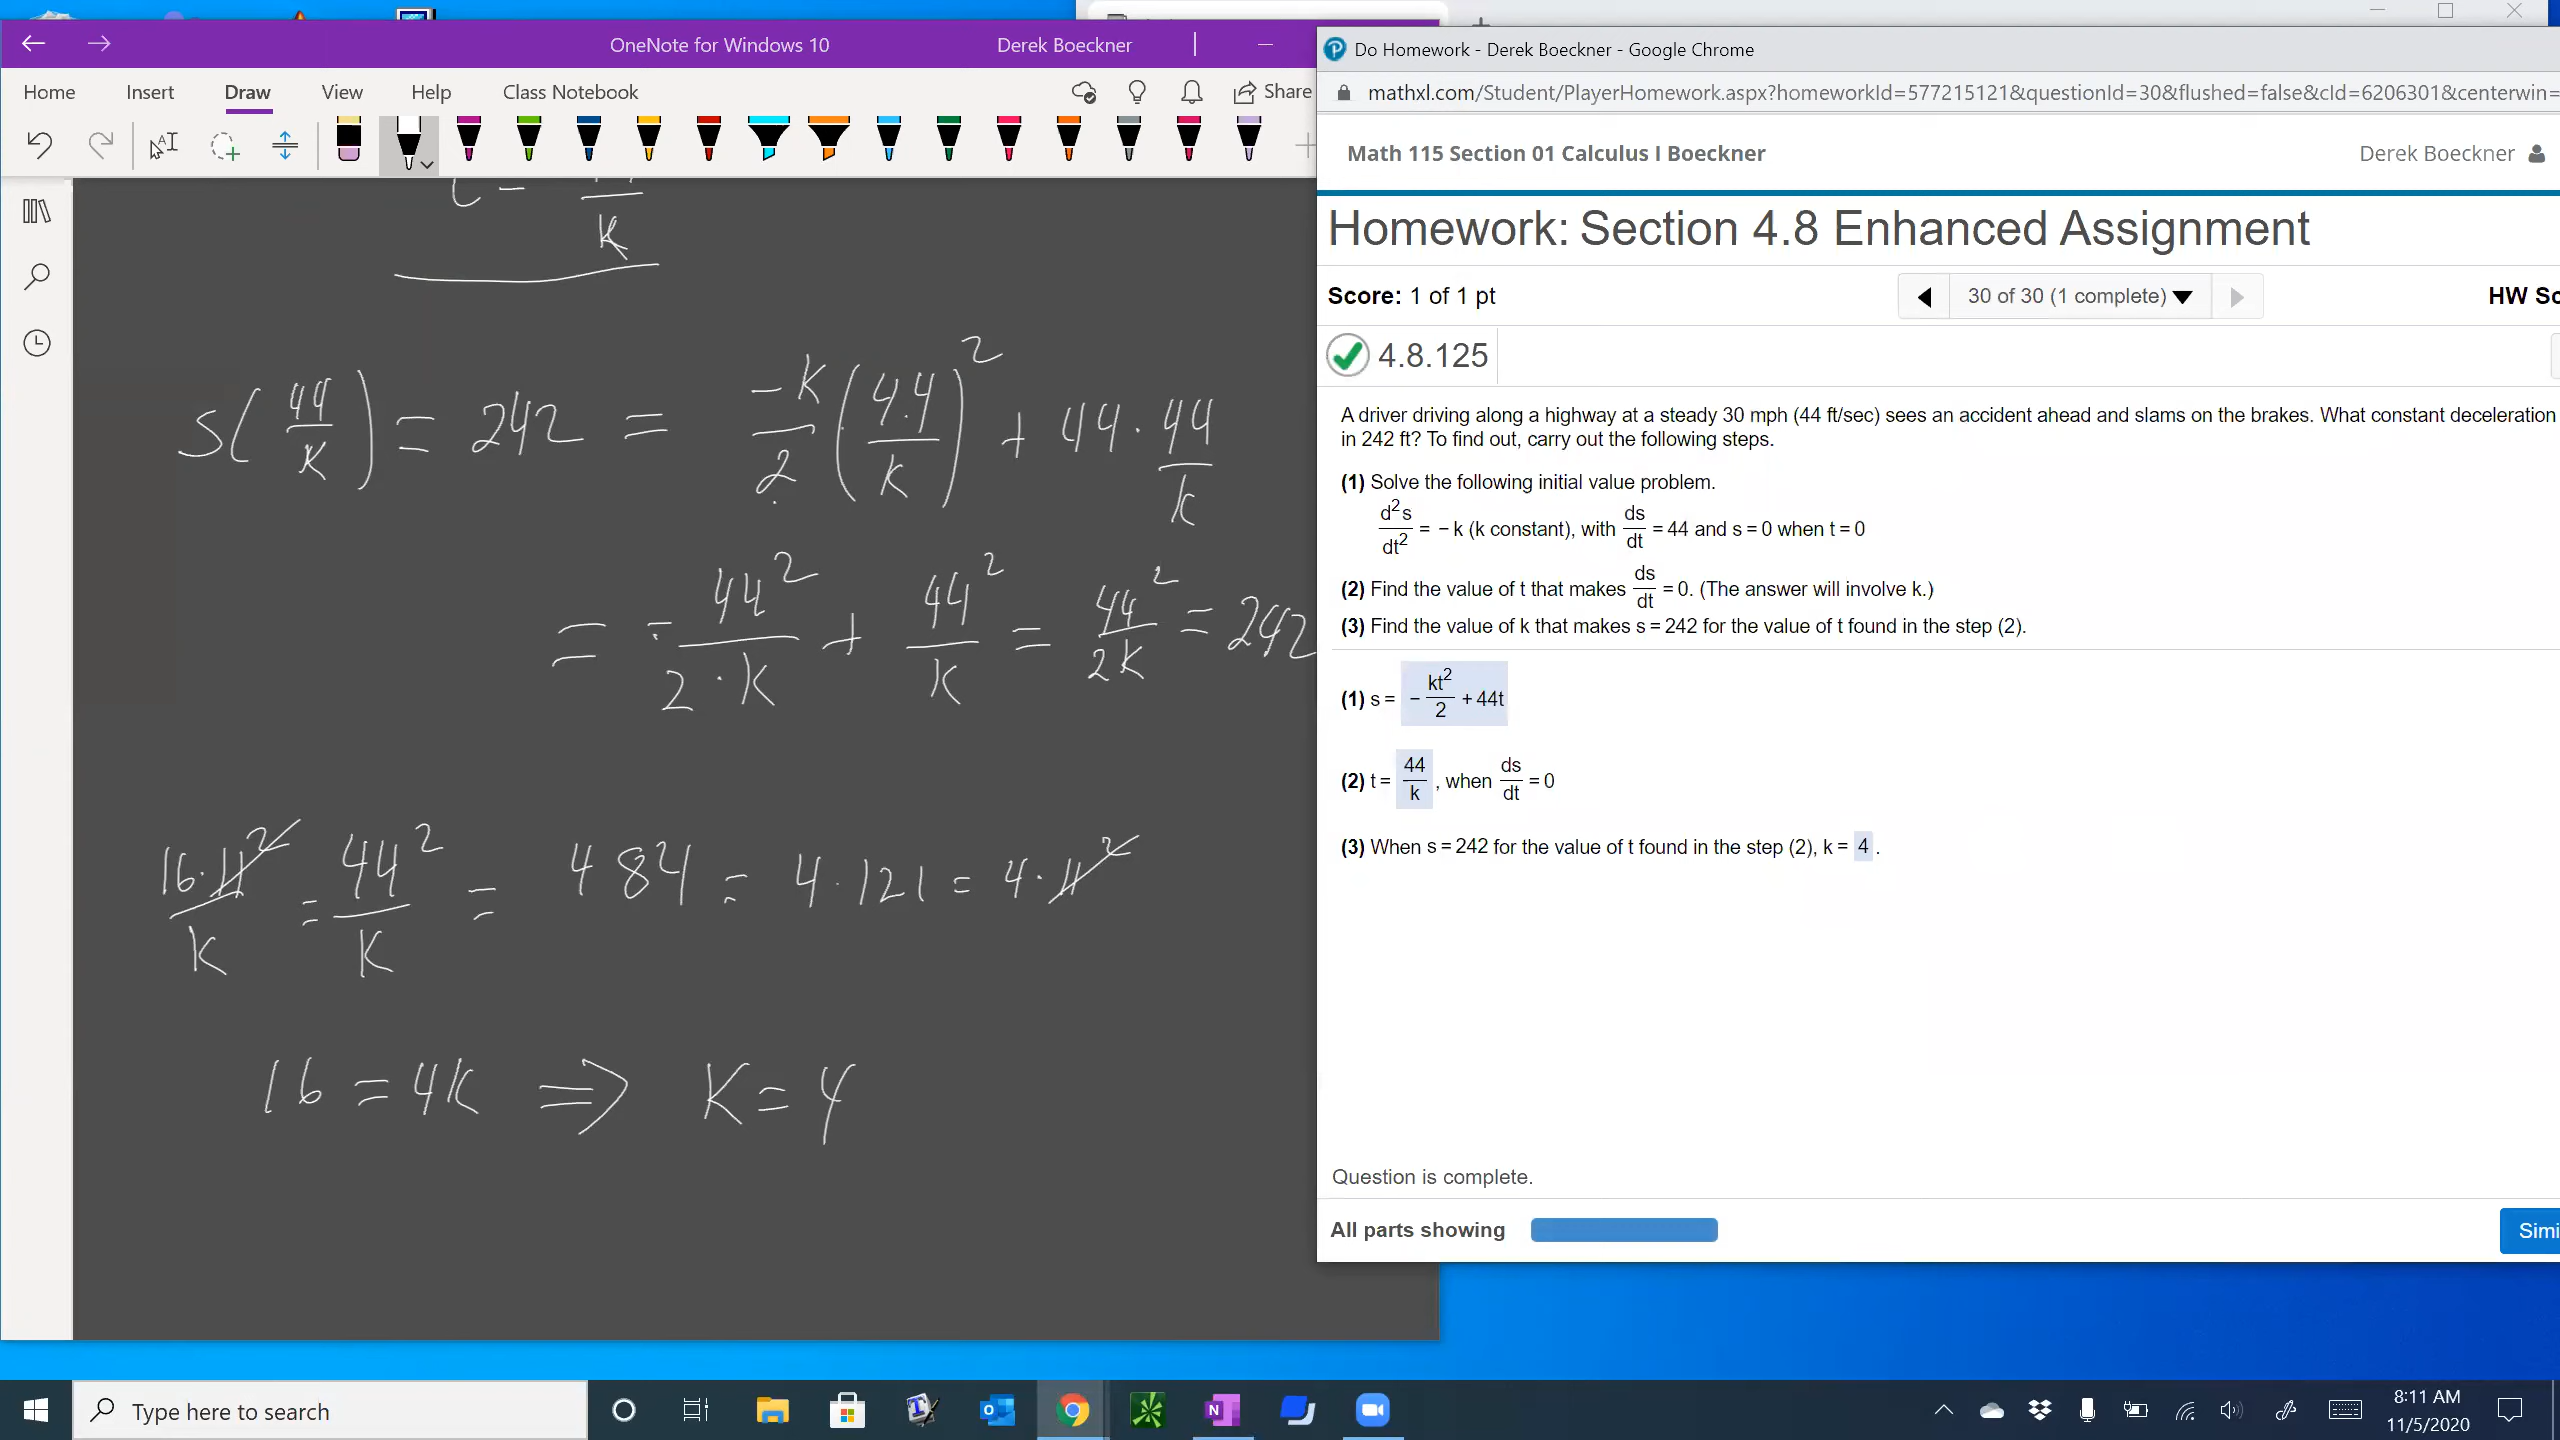 OneNote for Windows 10
Derek Boeckner
Home Insert Draw View Help Class Notebook Share
K
s(44/K) = 242 = -K/2 (4.4/K)² + 44 · 44/K
= -44²/2·K + 44²/K = 44²/2K = 242
16·11²/K = 44²/K = 484 = 4·121 = 4·11²
16 = 4K ⇒ K = 4
Do Homework - Derek Boeckner - Google Chrome
mathxl.com/Student/PlayerHomework.aspx?homeworkId=577215121&questionId=30&flushed=false&cId=6206301&centerwin=
Math 115 Section 01 Calculus I Boeckner
Derek Boeckner
Homework: Section 4.8 Enhanced Assignment
Score: 1 of 1 pt
30 of 30 (1 complete)
HW Sc
4.8.125
A driver driving along a highway at a steady 30 mph (44 ft/sec) sees an accident ahead and slams on the brakes. What constant deceleration
in 242 ft? To find out, carry out the following steps.
(1) Solve the following initial value problem.
d²s/dt² = - k (k constant), with ds/dt = 44 and s = 0 when t = 0
(2) Find the value of t that makes ds/dt = 0. (The answer will involve k.)
(3) Find the value of k that makes s = 242 for the value of t found in the step (2).
(1) s = - kt²/2 + 44t
(2) t = 44/k , when ds/dt = 0
(3) When s = 242 for the value of t found in the step (2), k = 4 .
Question is complete.
All parts showing
Simi
Type here to search
8:11 AM
11/5/2020